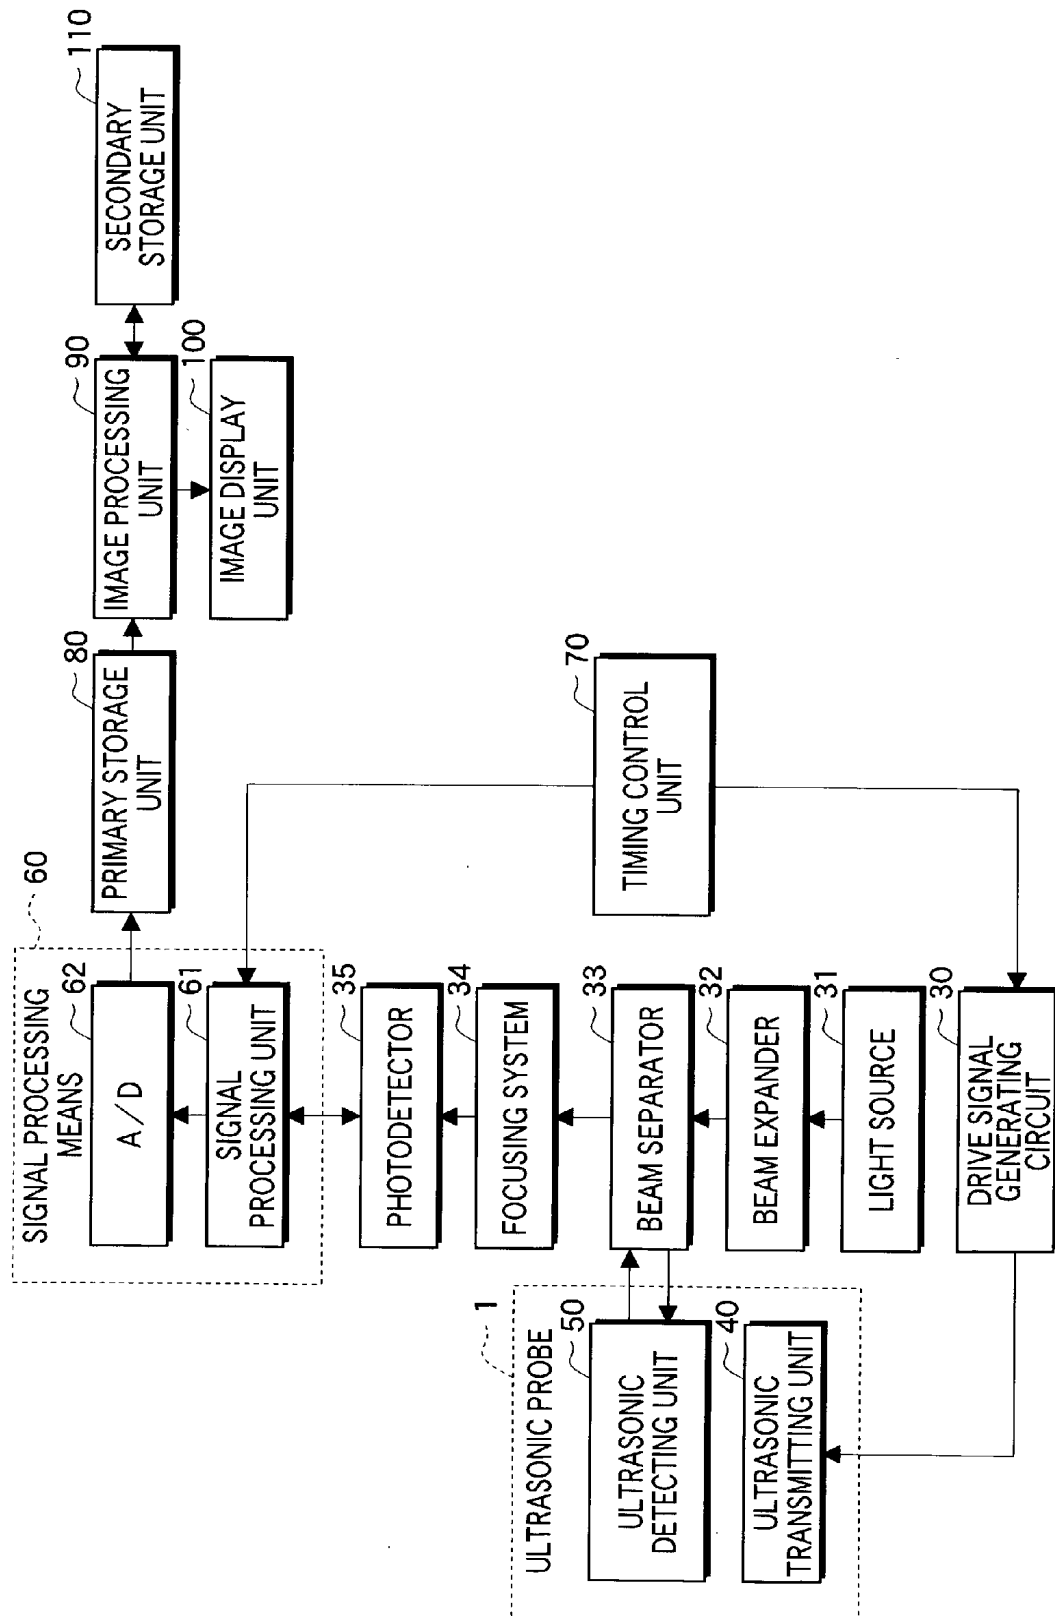 SIGNAL PROCESSING
MEANS
60
62
A/D
61
SIGNAL
PROCESSING UNIT
80
PRIMARY STORAGE
UNIT
90
IMAGE PROCESSING
UNIT
110
SECONDARY
STORAGE UNIT
100
IMAGE DISPLAY
UNIT
35
PHOTODETECTOR
34
FOCUSING SYSTEM
ULTRASONIC PROBE
1
50
ULTRASONIC
DETECTING UNIT
40
ULTRASONIC
TRANSMITTING UNIT
33
BEAM SEPARATOR
32
BEAM EXPANDER
31
LIGHT SOURCE
30
DRIVE SIGNAL
GENERATING
CIRCUIT
70
TIMING CONTROL
UNIT